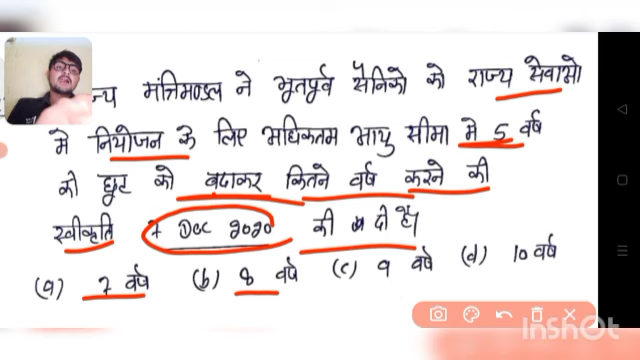 ज्य मंत्रिमण्डल ने भूतपूर्व सैनिको को राज्य सेवाओ
मे नियोजन के लिए अधिकतम आयु सीमा मे 5 वर्ष
की छूट को बढाकर कितने वर्ष करने की
स्वीकृति 7 Dec 2020 की दी है।
(a) 7 वर्ष (b) 8 वर्ष (c) 9 वर्ष (d) 10 वर्ष
InShOt